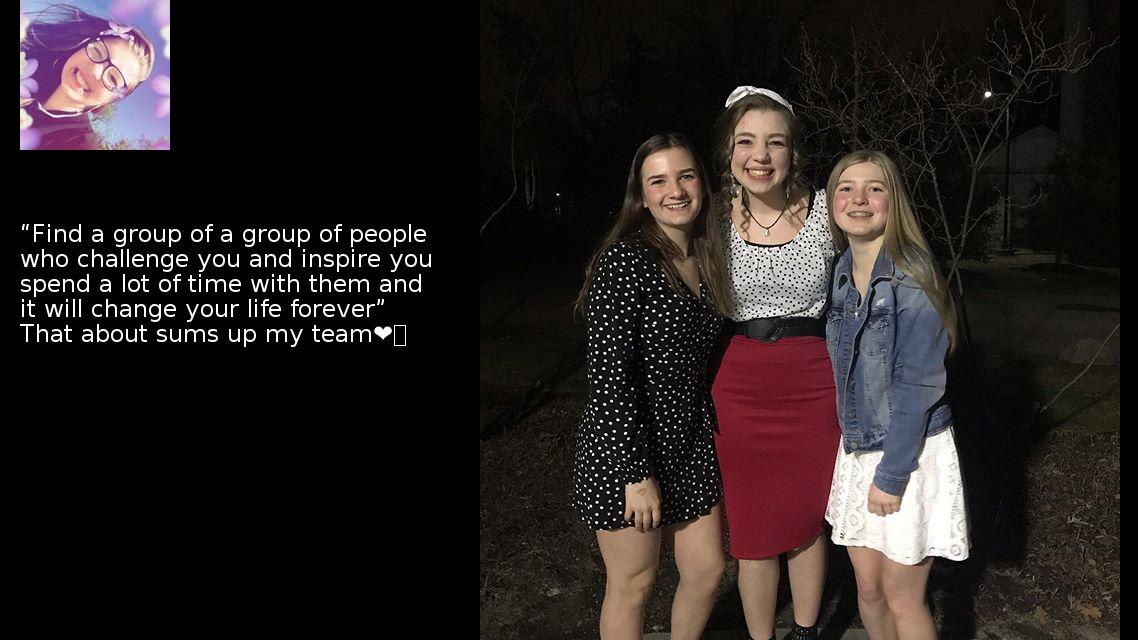 “Find a group of a group of people
who challenge you and inspire you
spend a lot of time with them and
it will change your life forever”
That about sums up my team❤